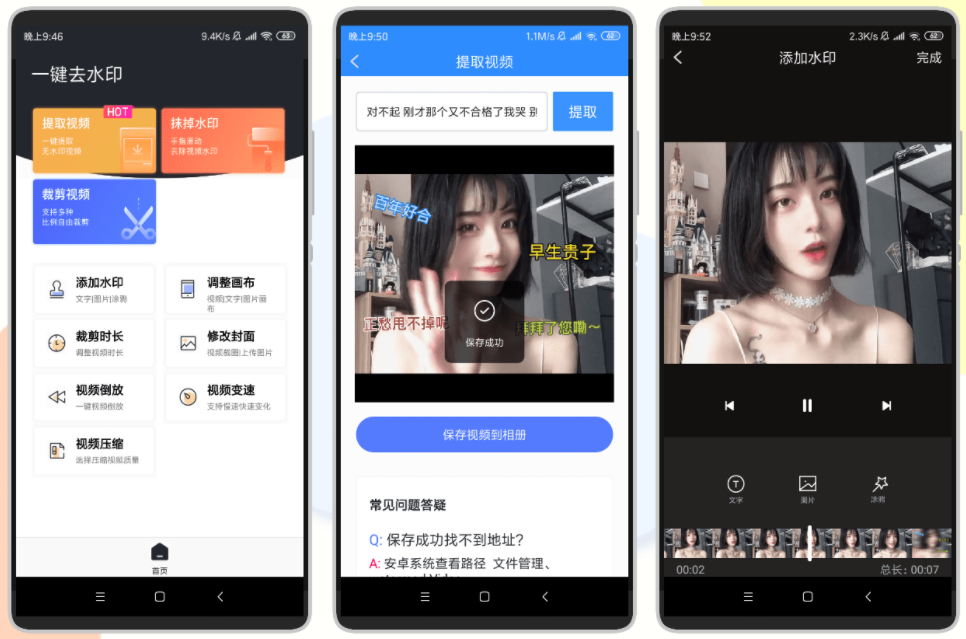 晚上9:46
9.4K/s
63
一键去水印
HOT
提取视频
一键提取
无水印视频
抹掉水印
手指滑动
去除视频水印
裁剪视频
支持多种
比例自由裁剪
添加水印
文字|图片|涂鸦
调整画布
视频|文字|图片画
布
裁剪时长
调整视频时长
修改封面
视频截图|上传图片
视频倒放
一键视频倒放
视频变速
支持慢速快速变化
视频压缩
选择压缩视频质量
首页
晚上9:50
1.1M/s
62
提取视频
对不起 刚才那个又不合格了我哭 别
提取
百年好合
早生贵子
正愁甩不掉呢
拜拜了您嘞～
保存成功
保存视频到相册
常见问题答疑
Q: 保存成功找不到地址?
A: 安卓系统查看路径 文件管理、
晚上9:52
2.3K/s
62
添加水印
完成
文字
图片
涂鸦
00:02
总长：00:07